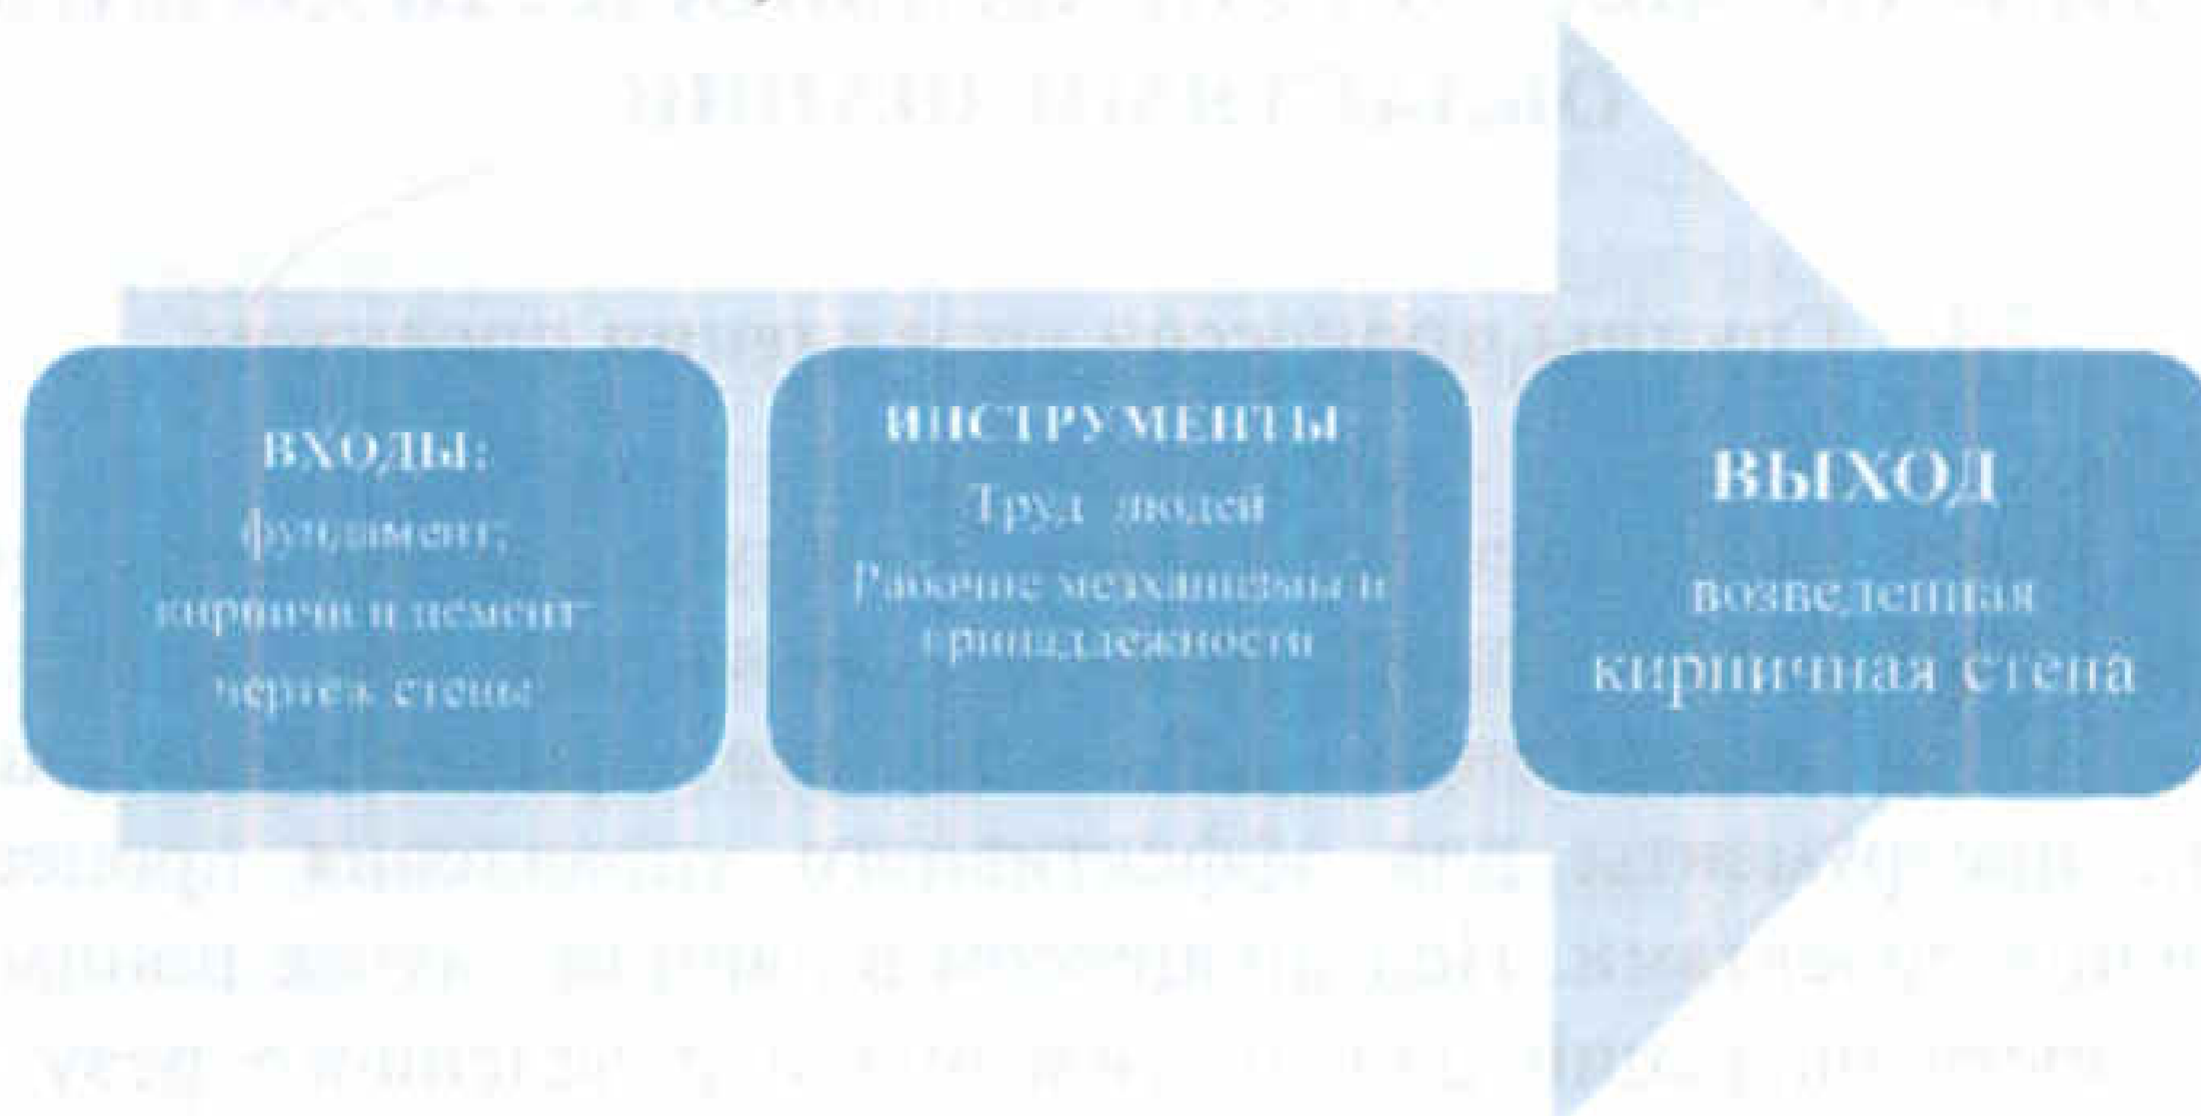 ВХОДЫ:
фундамент;
кирпичи и цемент
чертеж стены
ИНСТРУМЕНТЫ
Труд людей
Рабочие механизмы и
принадлежности
ВЫХОД
возведенная
кирпичная стена